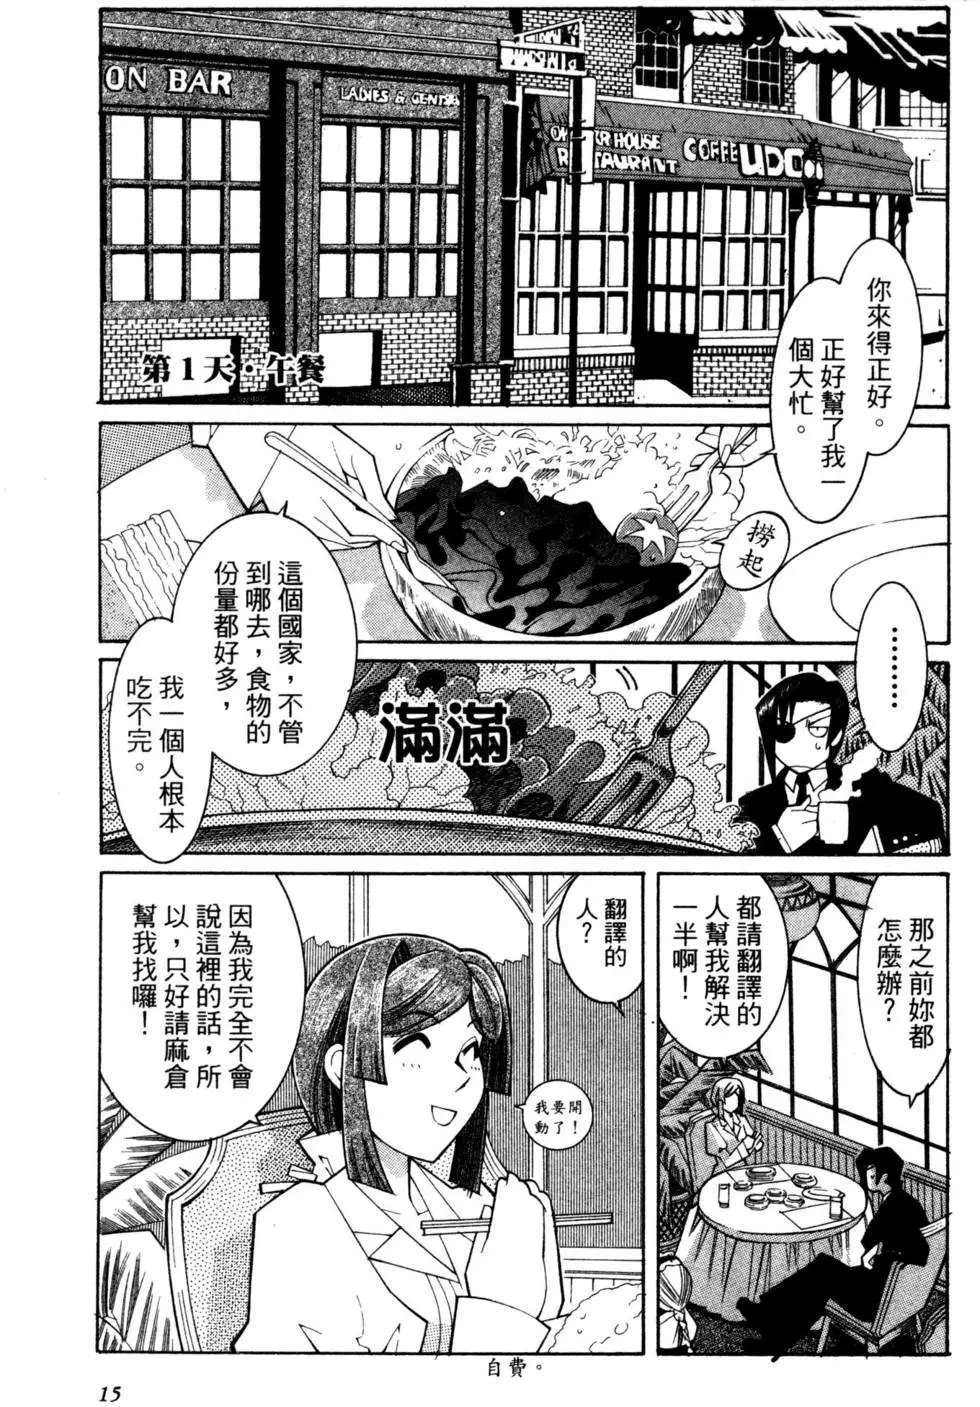 ON BAR
LADIES &
HOUSE
RESTAURANT
COFFE
UDO
第1天・午餐
你來得正好。
正好幫了我一
個大忙。
撈起
………
這個國家，不管
到哪去，食物的
份量都好多，
我一個人根本
吃不完。
滿滿
那之前妳都
怎麼辦？
都請翻譯的
人幫我解決
一半啊！
翻譯的
人？
我要開
動了！
因為我完全不會
說這裡的話，所
以，只好請麻倉
幫我找囉！
自費。
15